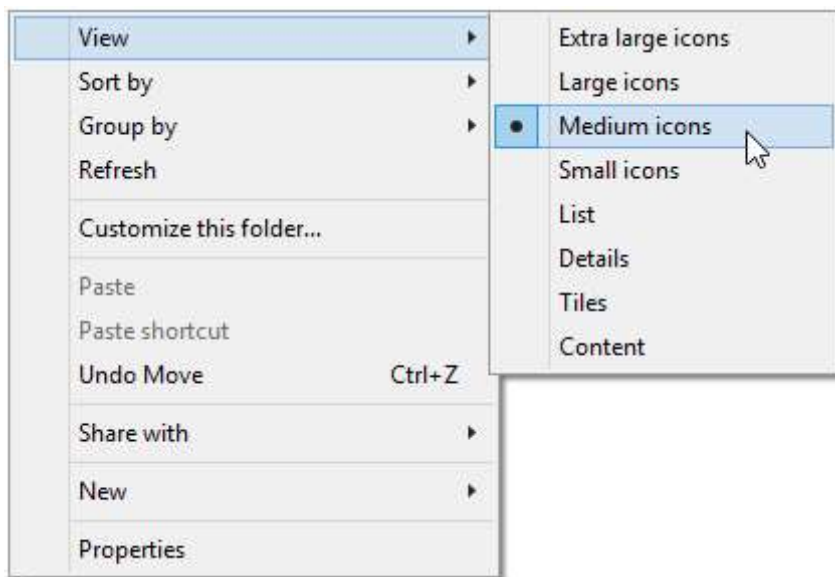 View
Sort by
Group by
Refresh
Customize this folder...
Paste
Paste shortcut
Undo Move Ctrl+Z
Share with
New
Properties
Extra large icons
Large icons
Medium icons
Small icons
List
Details
Tiles
Content